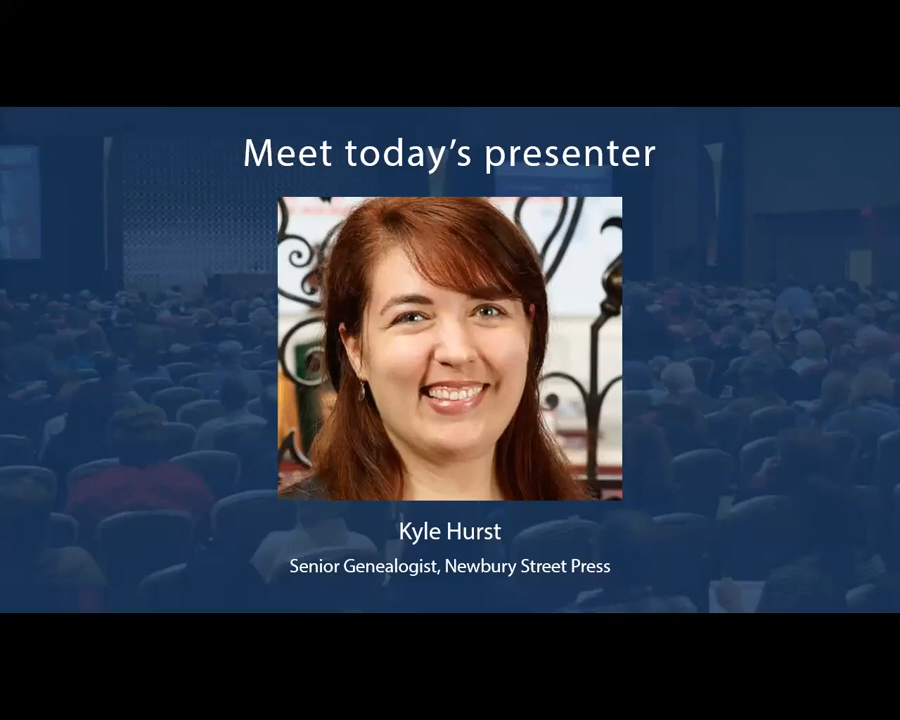 Meet today’s presenter
Kyle Hurst
Senior Genealogist, Newbury Street Press